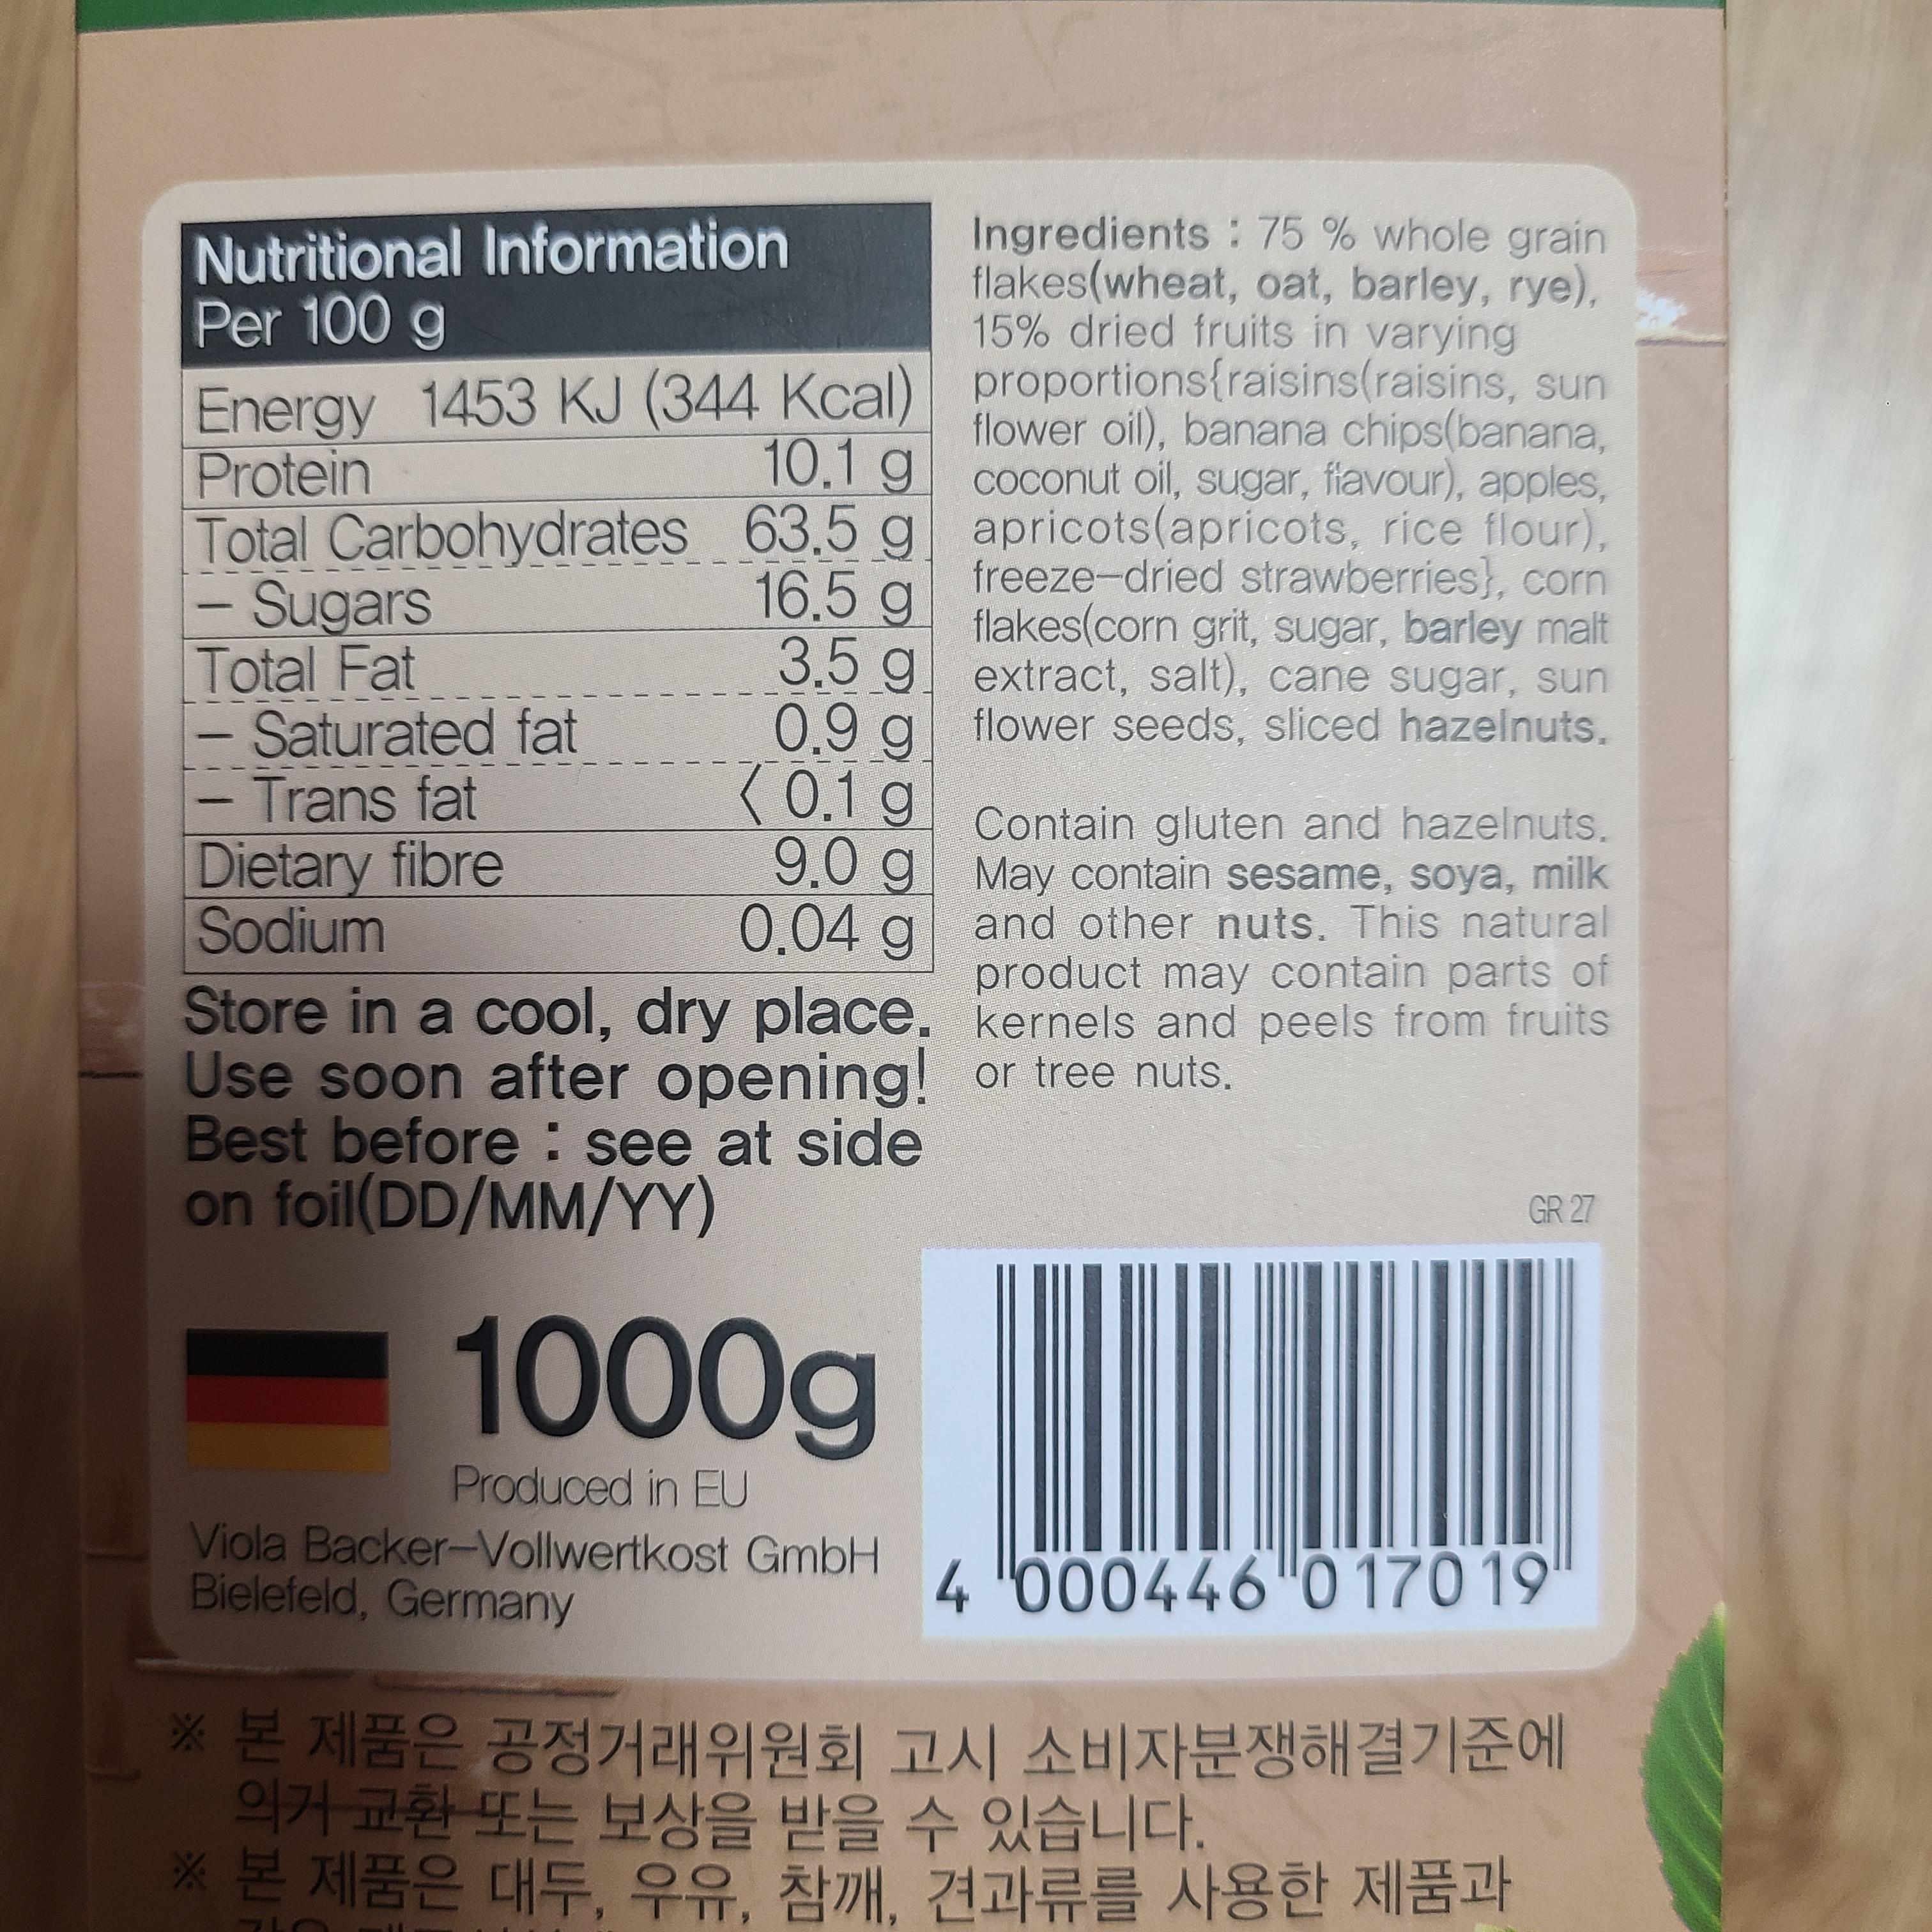 Nutritional Information
Per 100 g
Energy 1453 KJ (344 Kcal)
Protein 10.1 g
Total Carbohydrates 63.5 g
– Sugars 16.5 g
Total Fat 3.5 g
– Saturated fat 0.9 g
– Trans fat < 0.1 g
Dietary fibre 9.0 g
Sodium 0.04 g
Store in a cool, dry place.
Use soon after opening!
Best before : see at side
on foil(DD/MM/YY)
1000g
Produced in EU
Viola Backer–Vollwertkost GmbH
Bielefeld, Germany
Ingredients : 75 % whole grain
flakes(wheat, oat, barley, rye),
15% dried fruits in varying
proportions{raisins(raisins, sun
flower oil), banana chips(banana,
coconut oil, sugar, flavour), apples,
apricots(apricots, rice flour),
freeze–dried strawberries}, corn
flakes(corn grit, sugar, barley malt
extract, salt), cane sugar, sun
flower seeds, sliced hazelnuts.
Contain gluten and hazelnuts.
May contain sesame, soya, milk
and other nuts. This natural
product may contain parts of
kernels and peels from fruits
or tree nuts.
GR 27
4 000446 017019
※ 본 제품은 공정거래위원회 고시 소비자분쟁해결기준에
의거 교환 또는 보상을 받을 수 있습니다.
※ 본 제품은 대두, 우유, 참깨, 견과류를 사용한 제품과